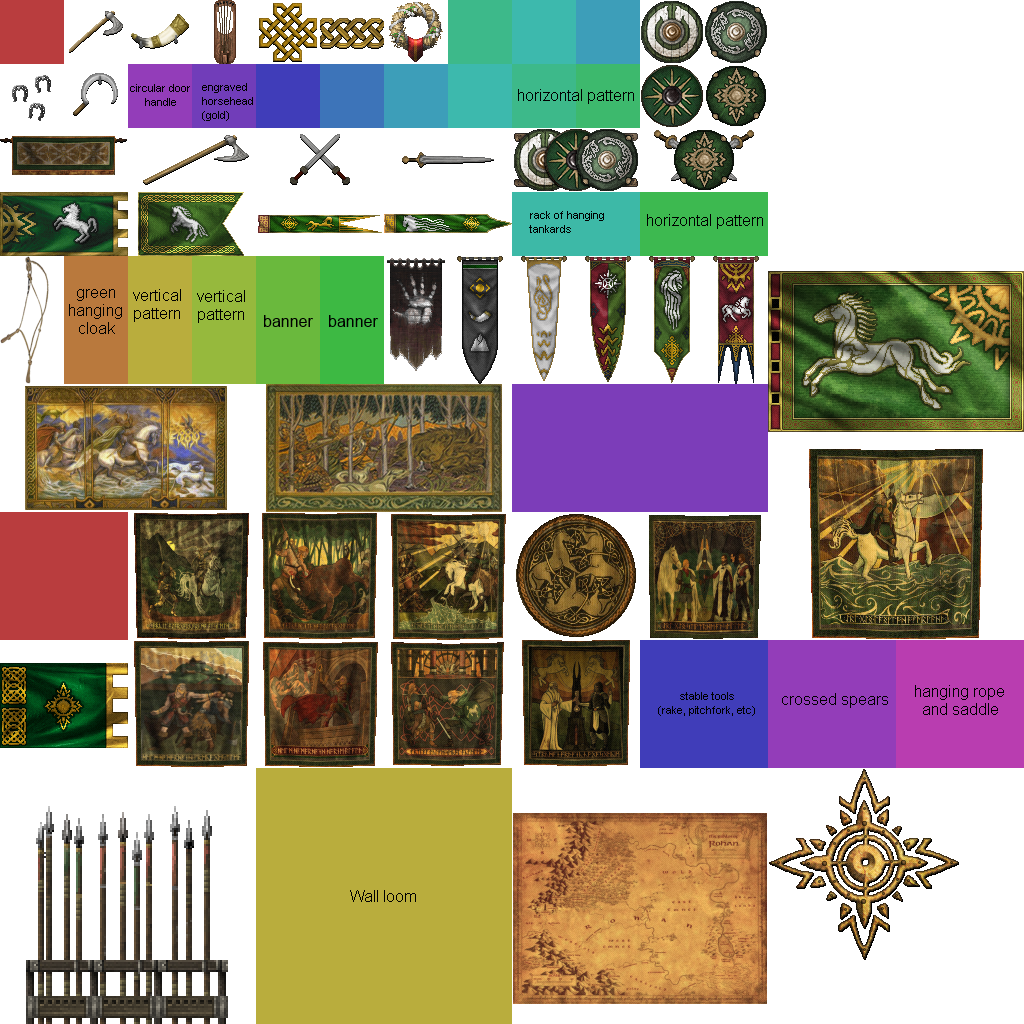 circular door
handle
engraved
horsehead
(gold)
horizontal pattern
rack of hanging
tankards
horizontal pattern
green
hanging
cloak
vertical
pattern
vertical
pattern
banner
banner
stable tools
(rake, pitchfork, etc)
crossed spears
hanging rope
and saddle
Wall loom
ROHAN